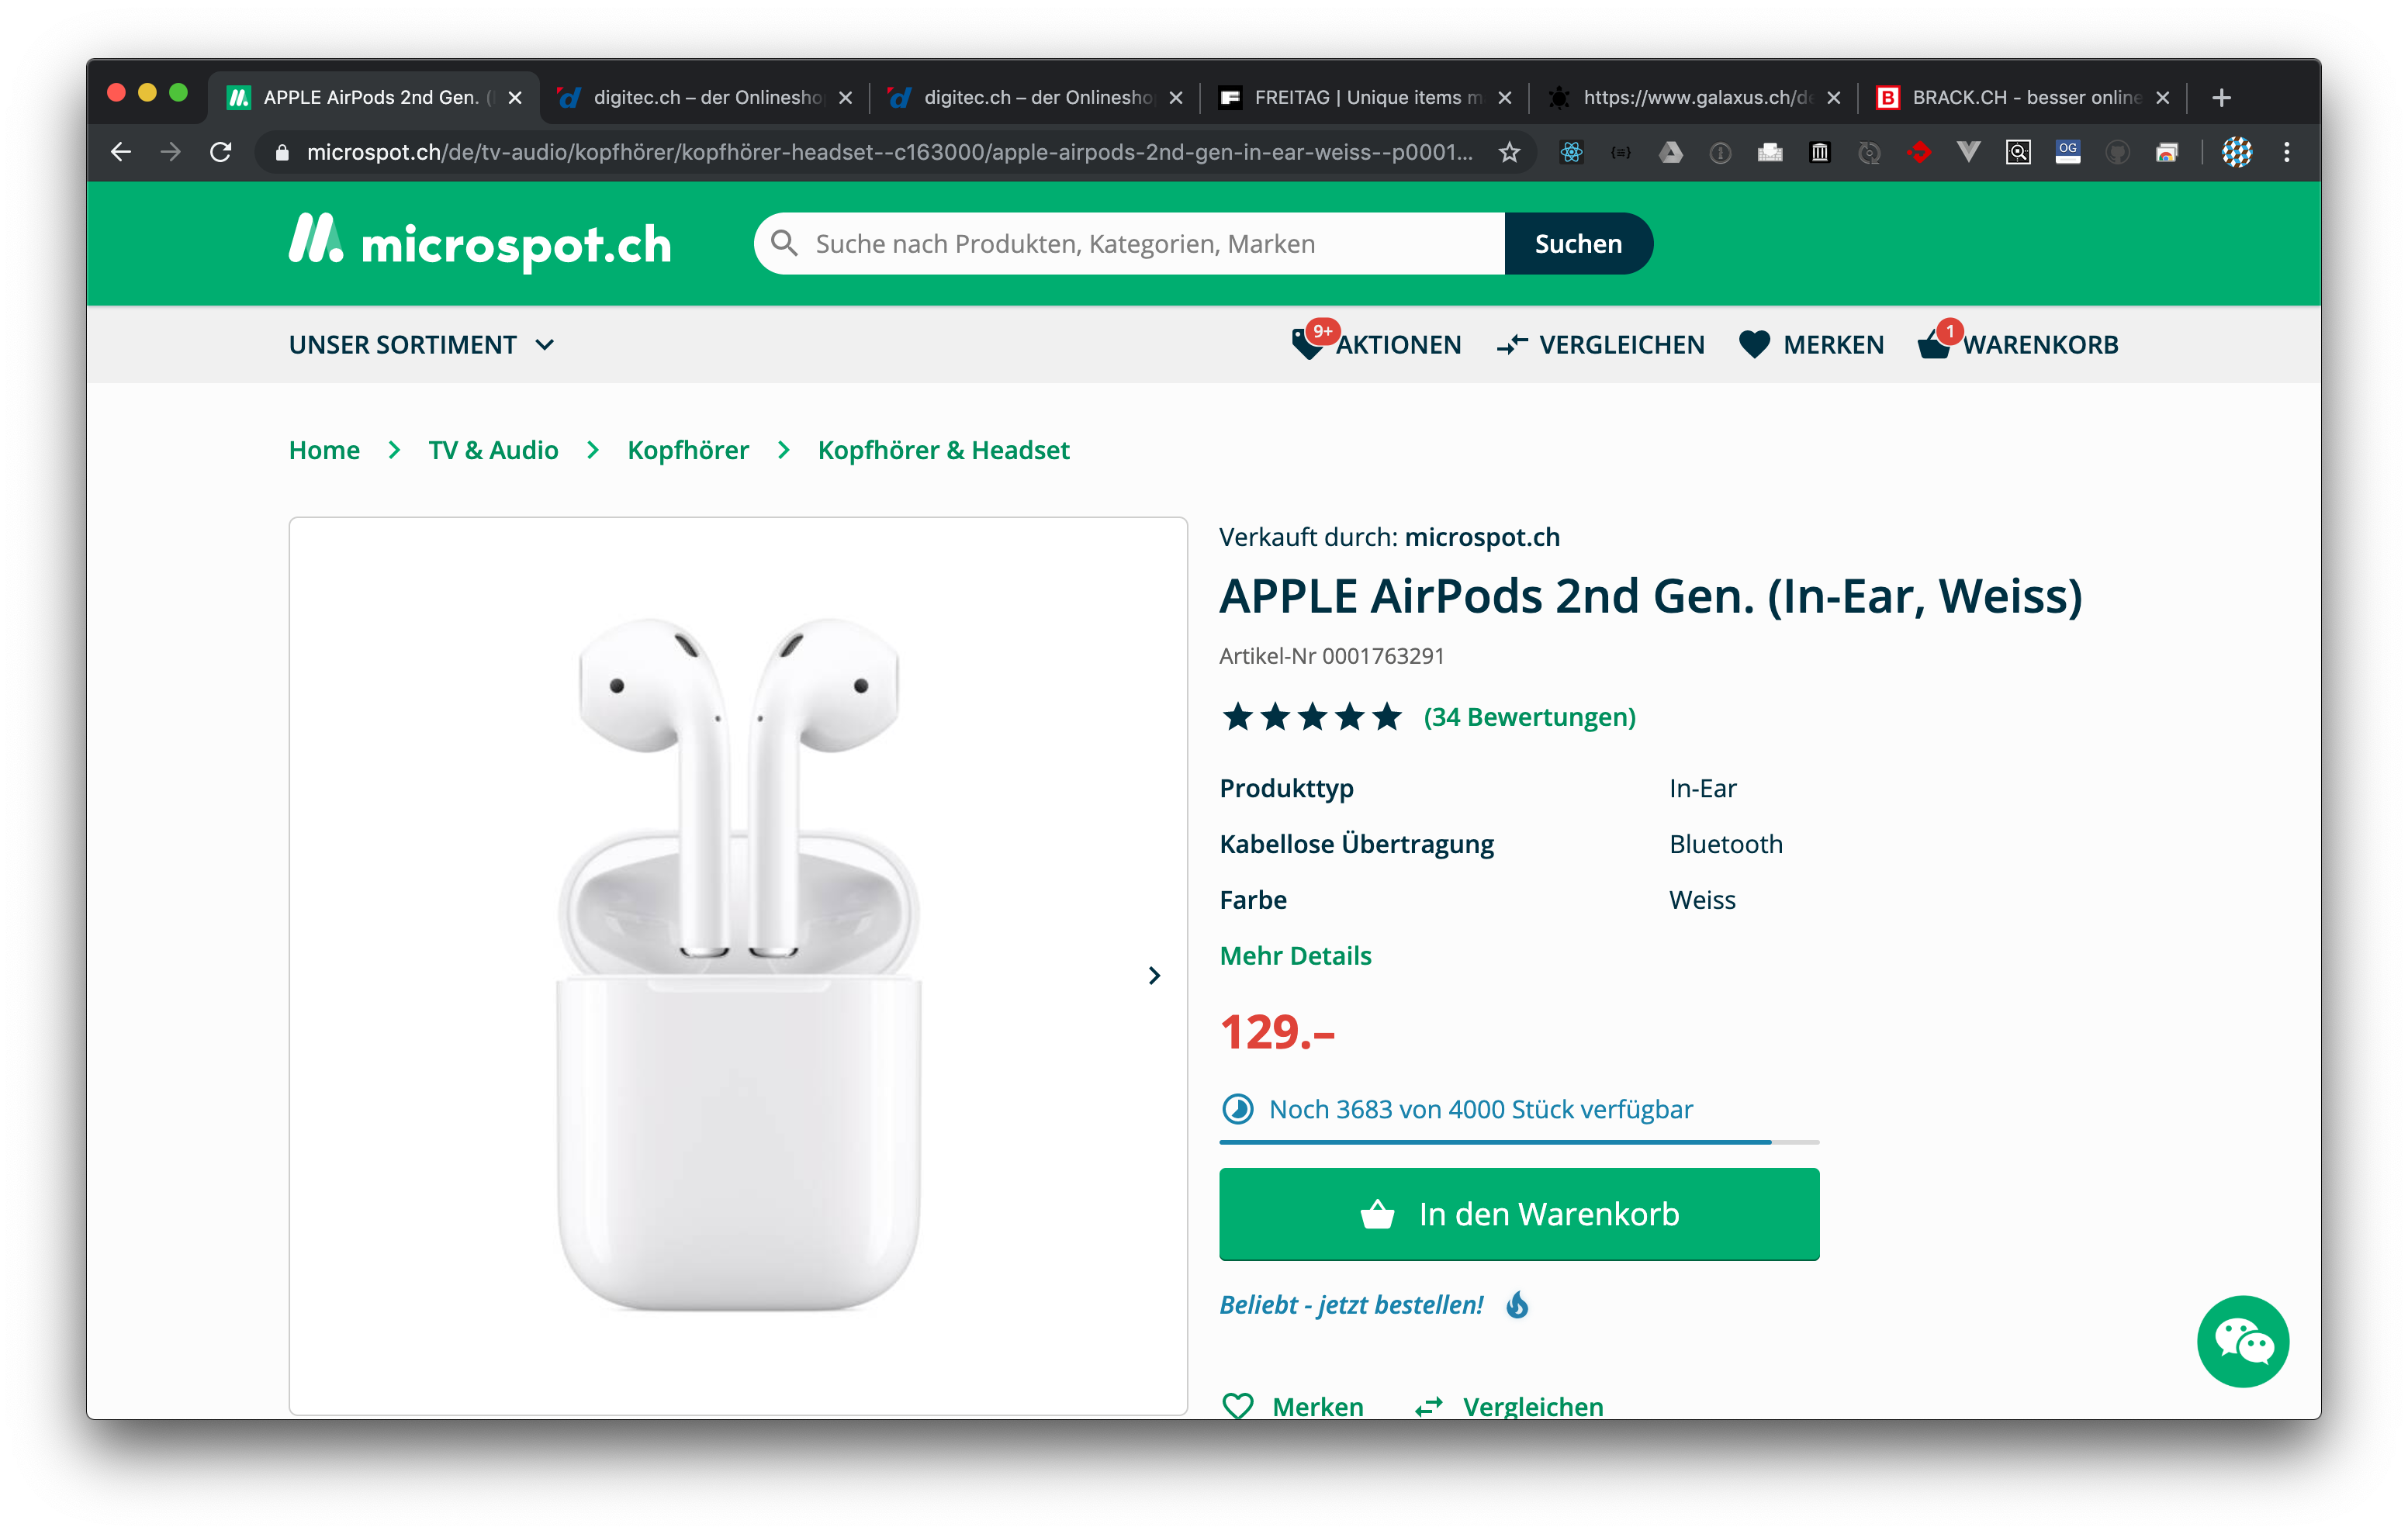 APPLE AirPods 2nd Gen. (
digitec.ch – der Onlinesho
digitec.ch – der Onlinesho
FREITAG | Unique items m
https://www.galaxus.ch/de
BRACK.CH - besser online
microspot.ch/de/tv-audio/kopfhörer/kopfhörer-headset--c163000/apple-airpods-2nd-gen-in-ear-weiss--p0001...
OG
microspot.ch
Suche nach Produkten, Kategorien, Marken
Suchen
UNSER SORTIMENT
9+ AKTIONEN
VERGLEICHEN
MERKEN
1 WARENKORB
Home > TV & Audio > Kopfhörer > Kopfhörer & Headset
Verkauft durch: microspot.ch
APPLE AirPods 2nd Gen. (In-Ear, Weiss)
Artikel-Nr 0001763291
(34 Bewertungen)
Produkttyp In-Ear
Kabellose Übertragung Bluetooth
Farbe Weiss
Mehr Details
129.–
Noch 3683 von 4000 Stück verfügbar
In den Warenkorb
Beliebt - jetzt bestellen!
Merken Vergleichen